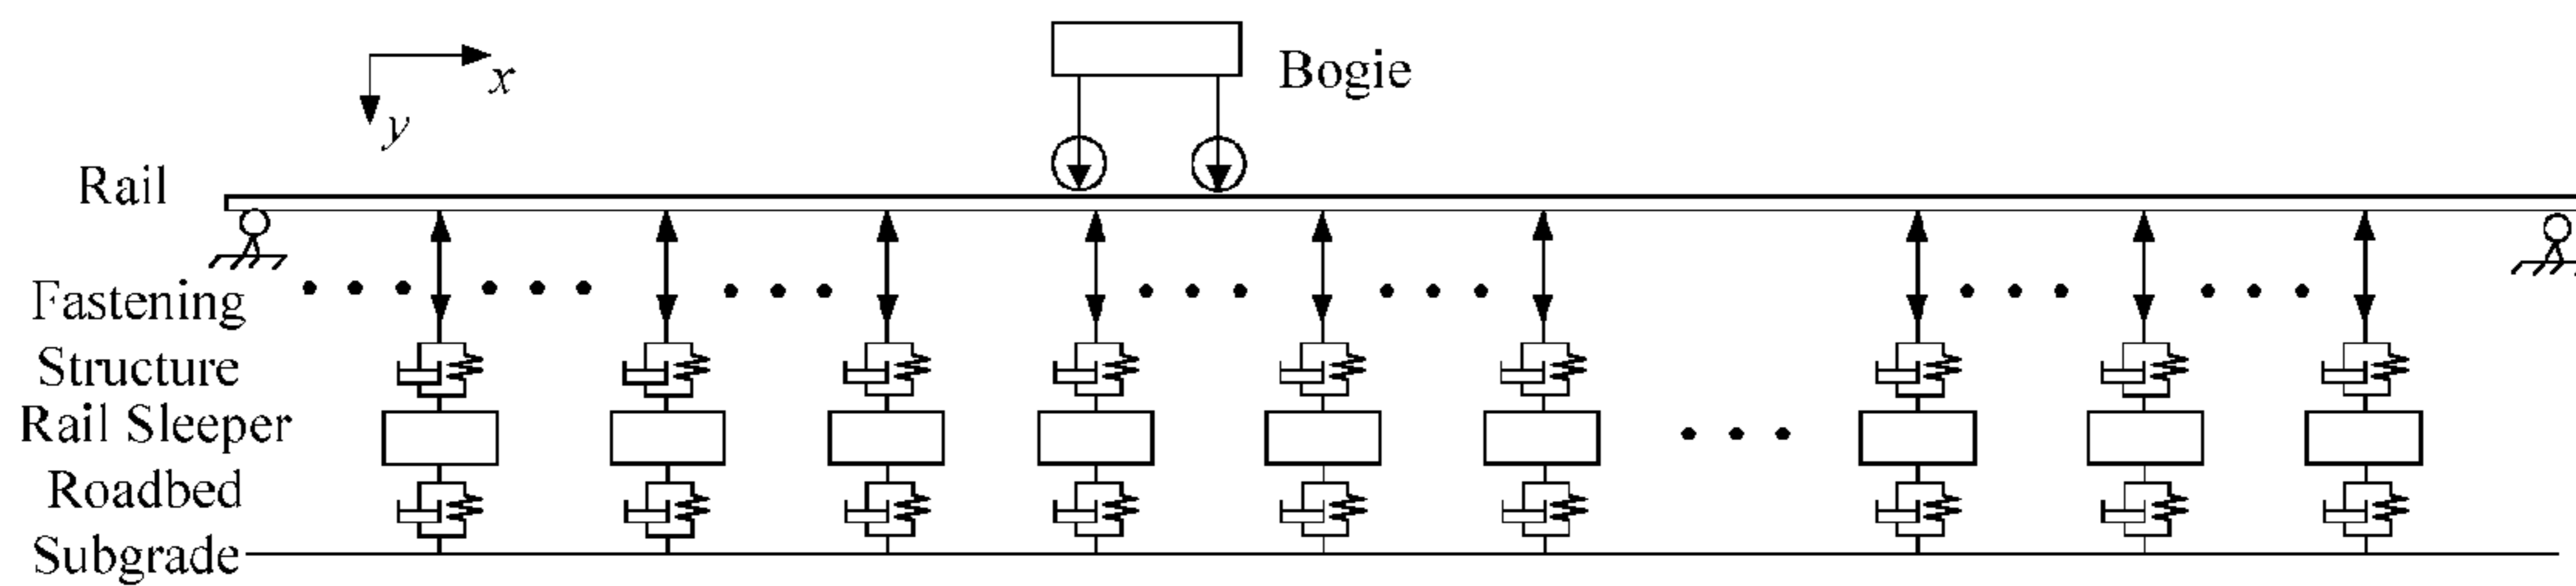 x
Bogie
y
Rail
Fastening
Structure
Rail Sleeper
Roadbed
Subgrade